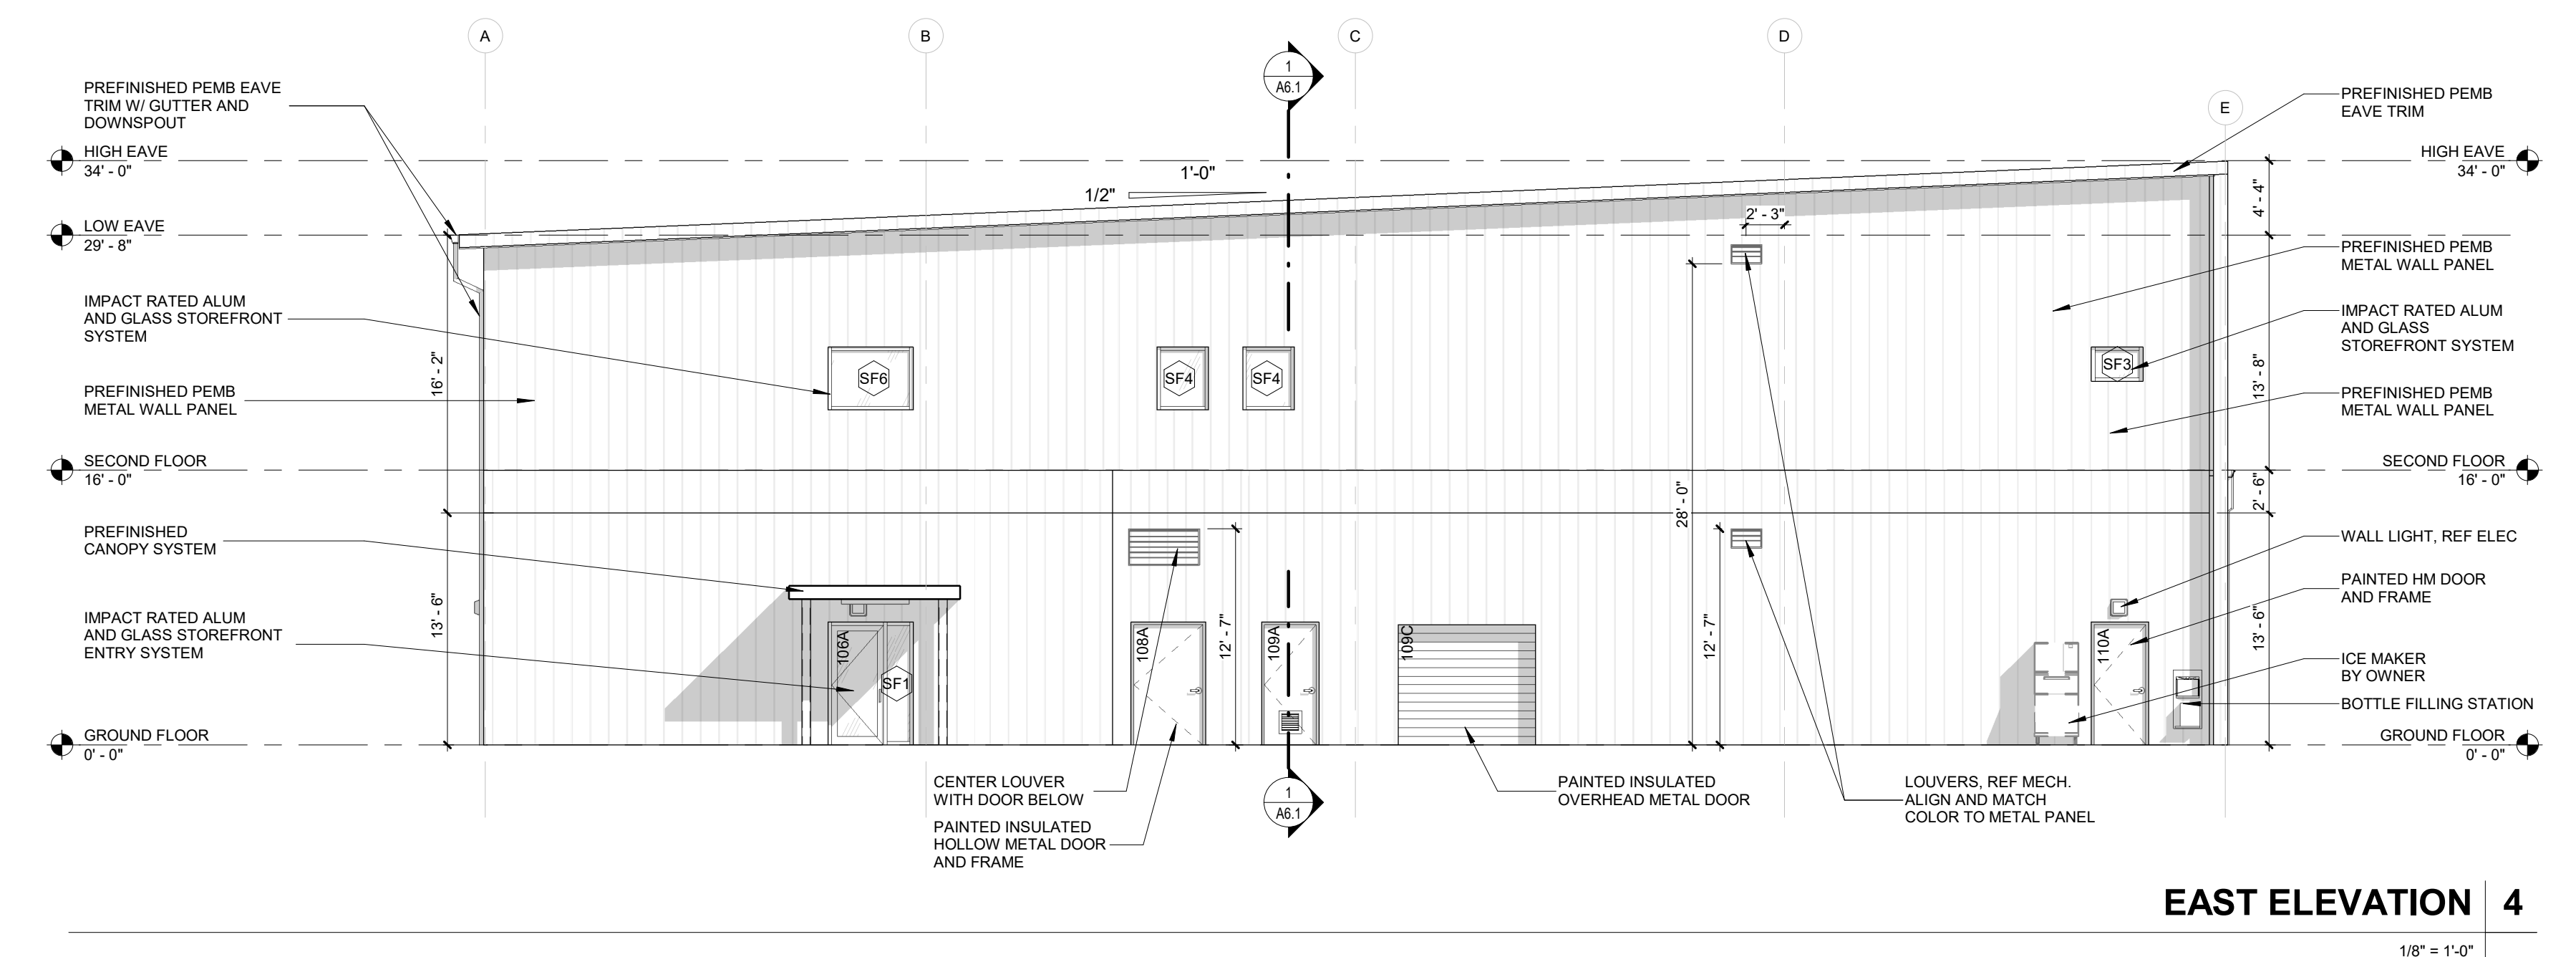 A
B
C
D
E
1
A6.1
PREFINISHED PEMB EAVE
TRIM W/ GUTTER AND
DOWNSPOUT
HIGH EAVE
34' - 0"
LOW EAVE
29' - 8"
IMPACT RATED ALUM
AND GLASS STOREFRONT
SYSTEM
PREFINISHED PEMB
METAL WALL PANEL
SECOND FLOOR
16' - 0"
PREFINISHED
CANOPY SYSTEM
IMPACT RATED ALUM
AND GLASS STOREFRONT
ENTRY SYSTEM
GROUND FLOOR
0' - 0"
16' - 2"
13' - 6"
1/2"
1'-0"
2' - 3"
SF6
SF4
SF4
SF3
28' - 0"
12' - 7"
12' - 7"
106A
SF1
108A
109A
109C
110A
4' - 4"
13' - 8"
2' - 6"
13' - 6"
PREFINISHED PEMB
EAVE TRIM
HIGH EAVE
34' - 0"
PREFINISHED PEMB
METAL WALL PANEL
IMPACT RATED ALUM
AND GLASS
STOREFRONT SYSTEM
PREFINISHED PEMB
METAL WALL PANEL
SECOND FLOOR
16' - 0"
WALL LIGHT, REF ELEC
PAINTED HM DOOR
AND FRAME
ICE MAKER
BY OWNER
BOTTLE FILLING STATION
GROUND FLOOR
0' - 0"
CENTER LOUVER
WITH DOOR BELOW
PAINTED INSULATED
HOLLOW METAL DOOR
AND FRAME
1
A6.1
PAINTED INSULATED
OVERHEAD METAL DOOR
LOUVERS, REF MECH.
ALIGN AND MATCH
COLOR TO METAL PANEL
EAST ELEVATION 4
1/8" = 1'-0"